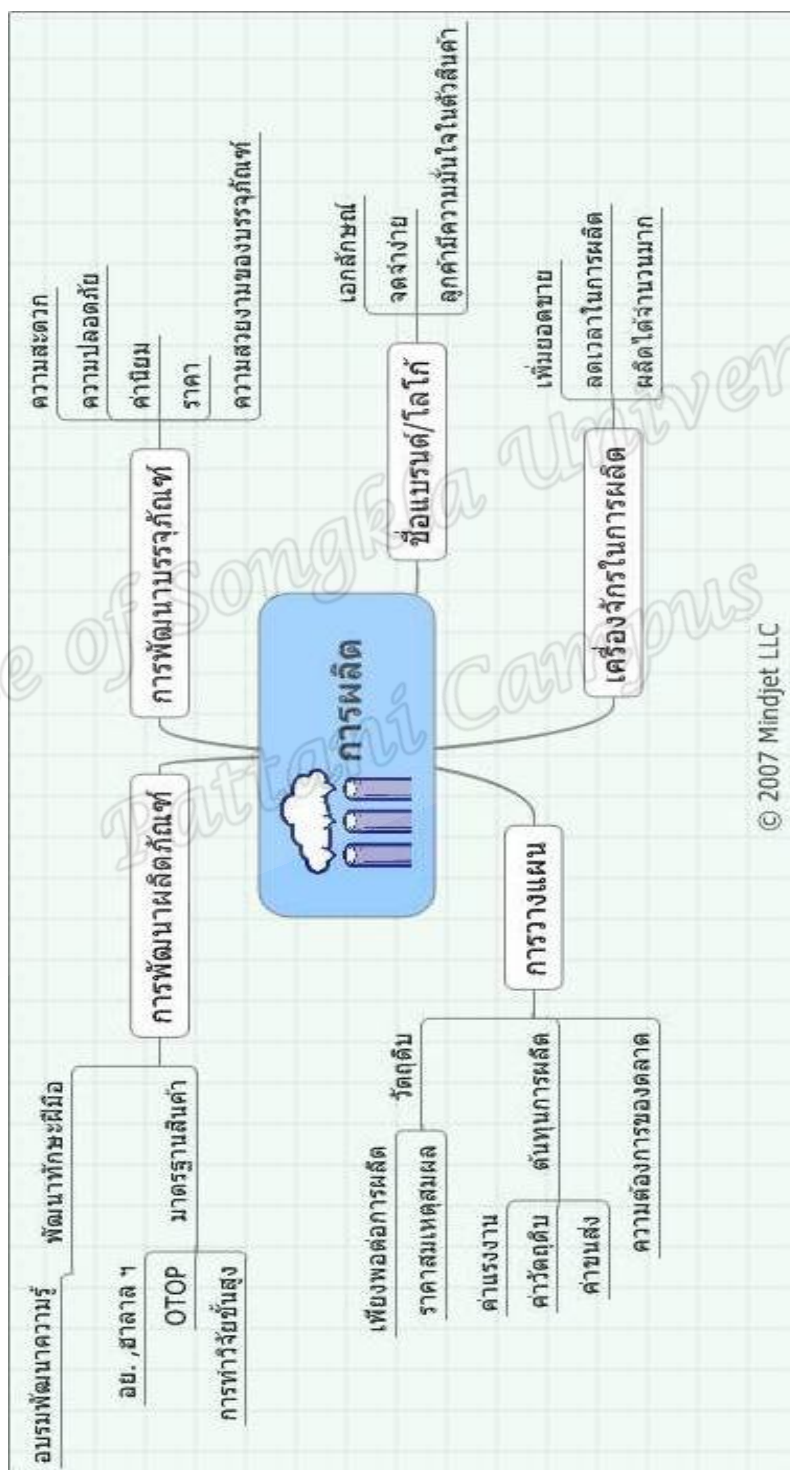 การผลิต
การพัฒนาบรรจุภัณฑ์
ความสะดวก
ความปลอดภัย
ค่านิยม
ราคา
ความสวยงามของบรรจุภัณฑ์
ชื่อแบรนด์/โลโก้
เอกลักษณ์
จดจำง่าย
ลูกค้ามีความมั่นใจในตัวสินค้า
เครื่องจักรในการผลิต
เพิ่มยอดขาย
ลดเวลาในการผลิต
ผลิตได้จำนวนมาก
การพัฒนาผลิตภัณฑ์
พัฒนาทักษะฝีมือ
อบรมพัฒนาความรู้
มาตรฐานสินค้า
อย. ,ฮาลาล ฯ
OTOP
การทำวิจัยขั้นสูง
การวางแผน
วัตถุดิบ
เพียงพอต่อการผลิต
ราคาสมเหตุสมผล
ต้นทุนการผลิต
ค่าแรงงาน
ค่าวัตถุดิบ
ค่าขนส่ง
ความต้องการของตลาด
© 2007 Mindjet LLC
of Songkla Univer
Pattani Campus